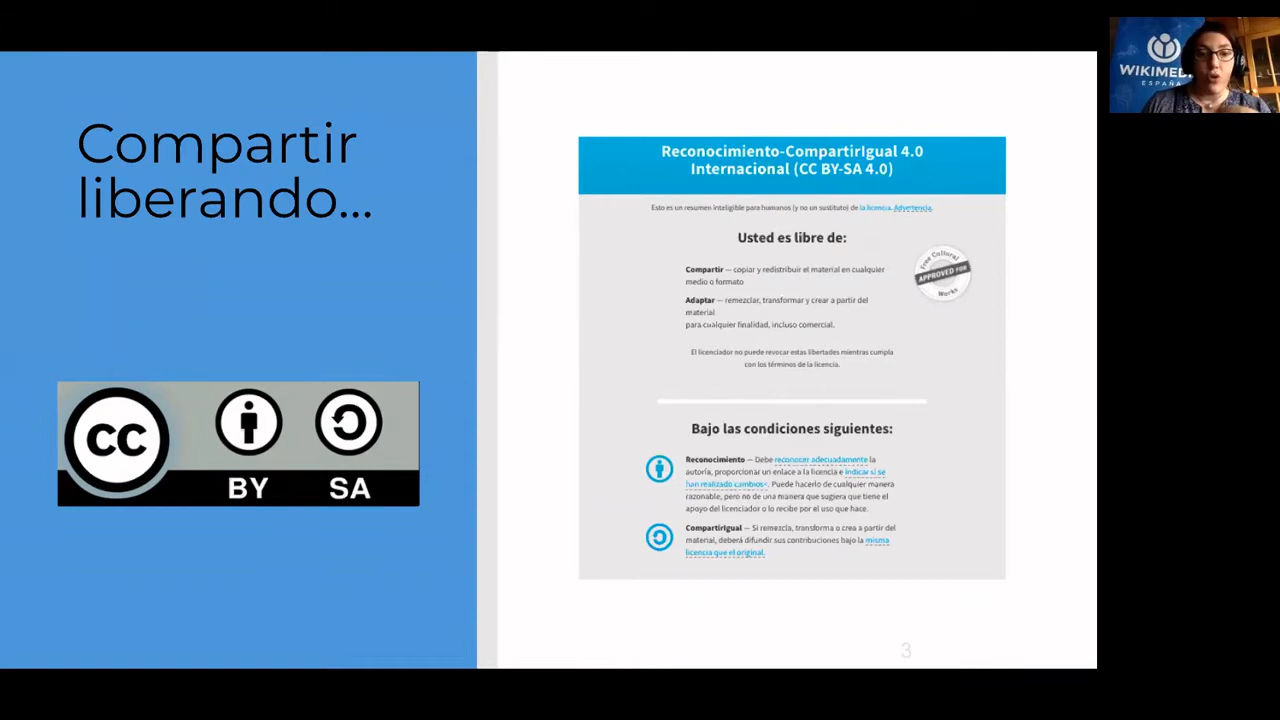 Compartir
liberando...
CC
BY SA
Reconocimiento-CompartirIgual 4.0
Internacional (CC BY-SA 4.0)
Esto es un resumen inteligible para humanos (y no un sustituto) de la licencia. Advertencia.
Usted es libre de:
Compartir — copiar y redistribuir el material en cualquier
medio o formato
Adaptar — remezclar, transformar y crear a partir del
material
para cualquier finalidad, incluso comercial.
Free Cultural
APPROVED FOR
Works
El licenciador no puede revocar estas libertades mientras cumpla
con los términos de la licencia.
Bajo las condiciones siguientes:
Reconocimiento — Debe reconocer adecuadamente la
autoría, proporcionar un enlace a la licencia e indicar si se
han realizado cambios<. Puede hacerlo de cualquier manera
razonable, pero no de una manera que sugiera que tiene el
apoyo del licenciador o lo recibe por el uso que hace.
CompartirIgual — Si remezcla, transforma o crea a partir del
material, deberá difundir sus contribuciones bajo la misma
licencia que el original.
3
WIKIMED
ESPAÑA